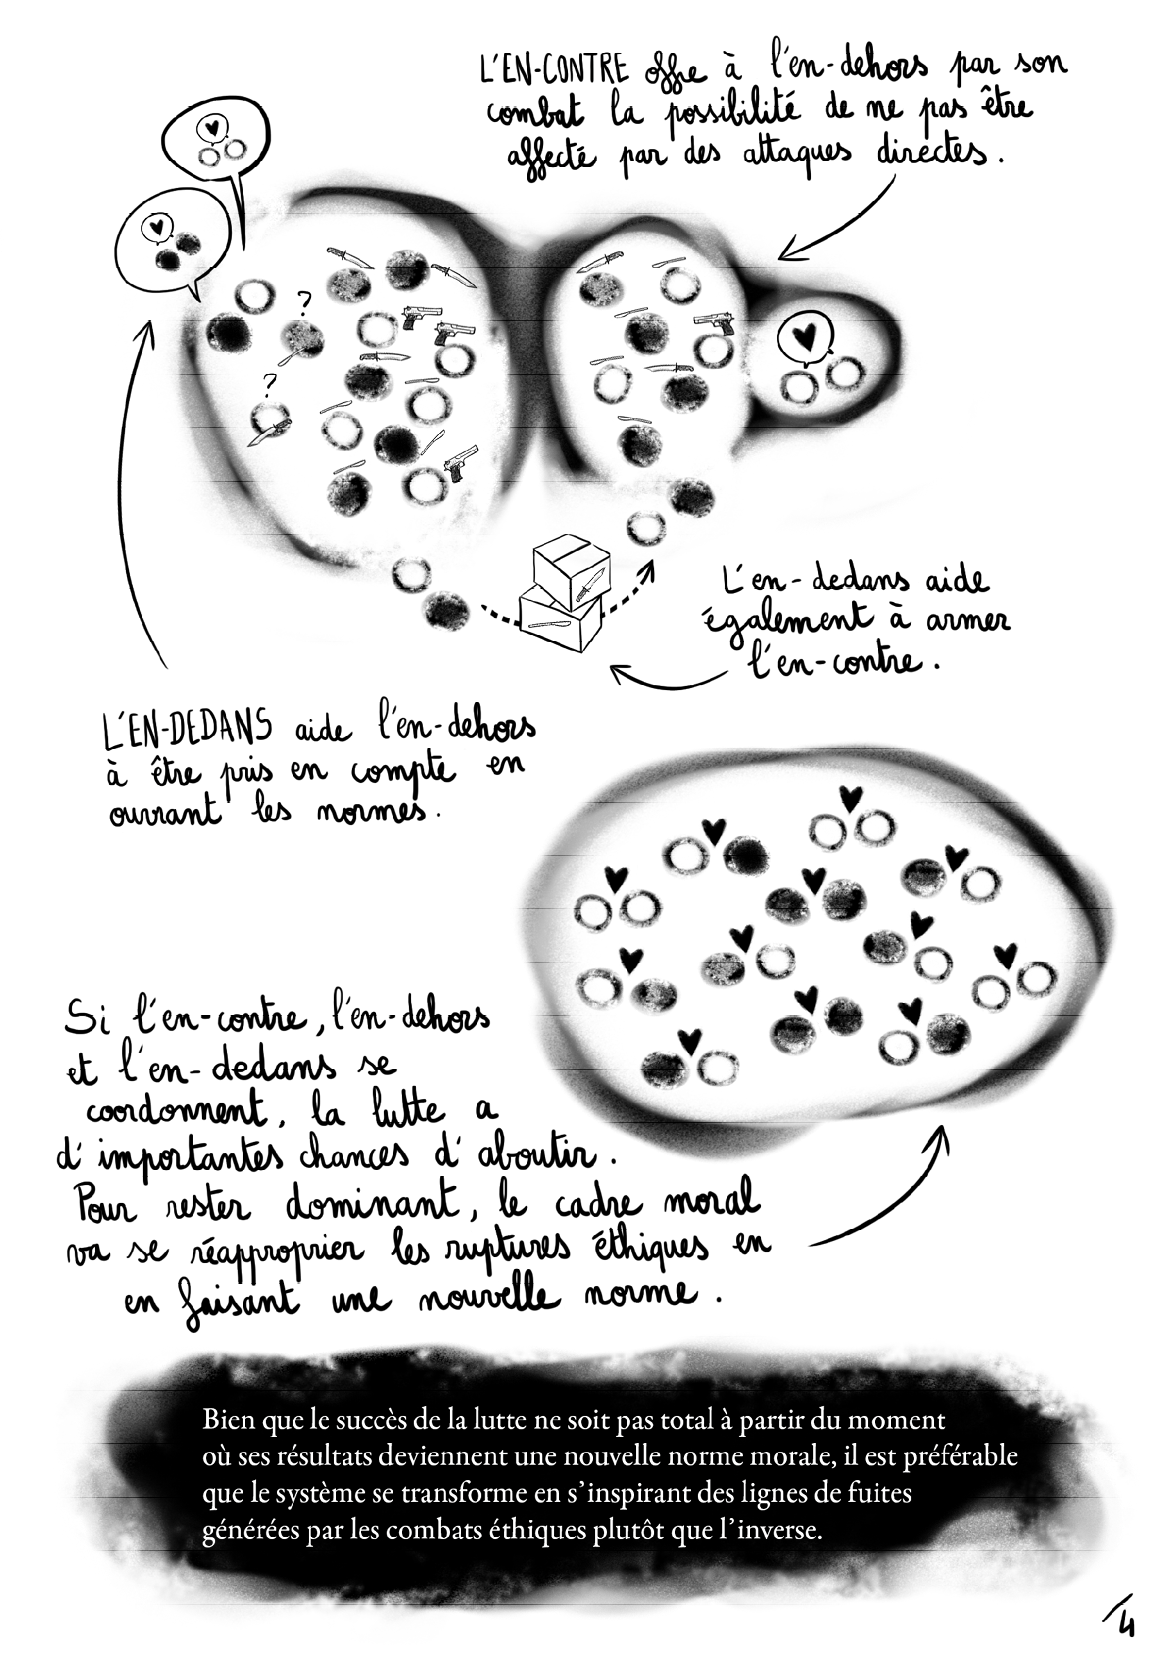 L'EN-CONTRE offre à l'en-dehors par son
combat la possibilité de ne pas être
affecté par des attaques directes.
?
?
L'en-dedans aide
également à armer
l'en-contre.
L'EN-DEDANS aide l'en-dehors
à être pris en compte en
ouvrant les normes.
Si l'en-contre, l'en-dehors
et l'en-dedans se
coordonnent, la lutte a
d'importantes chances d'aboutir.
Pour rester dominant, le cadre moral
va se réapproprier les ruptures éthiques en
en faisant une nouvelle norme.
Bien que le succès de la lutte ne soit pas total à partir du moment
où ses résultats deviennent une nouvelle norme morale, il est préférable
que le système se transforme en s'inspirant des lignes de fuites
générées par les combats éthiques plutôt que l'inverse.
4